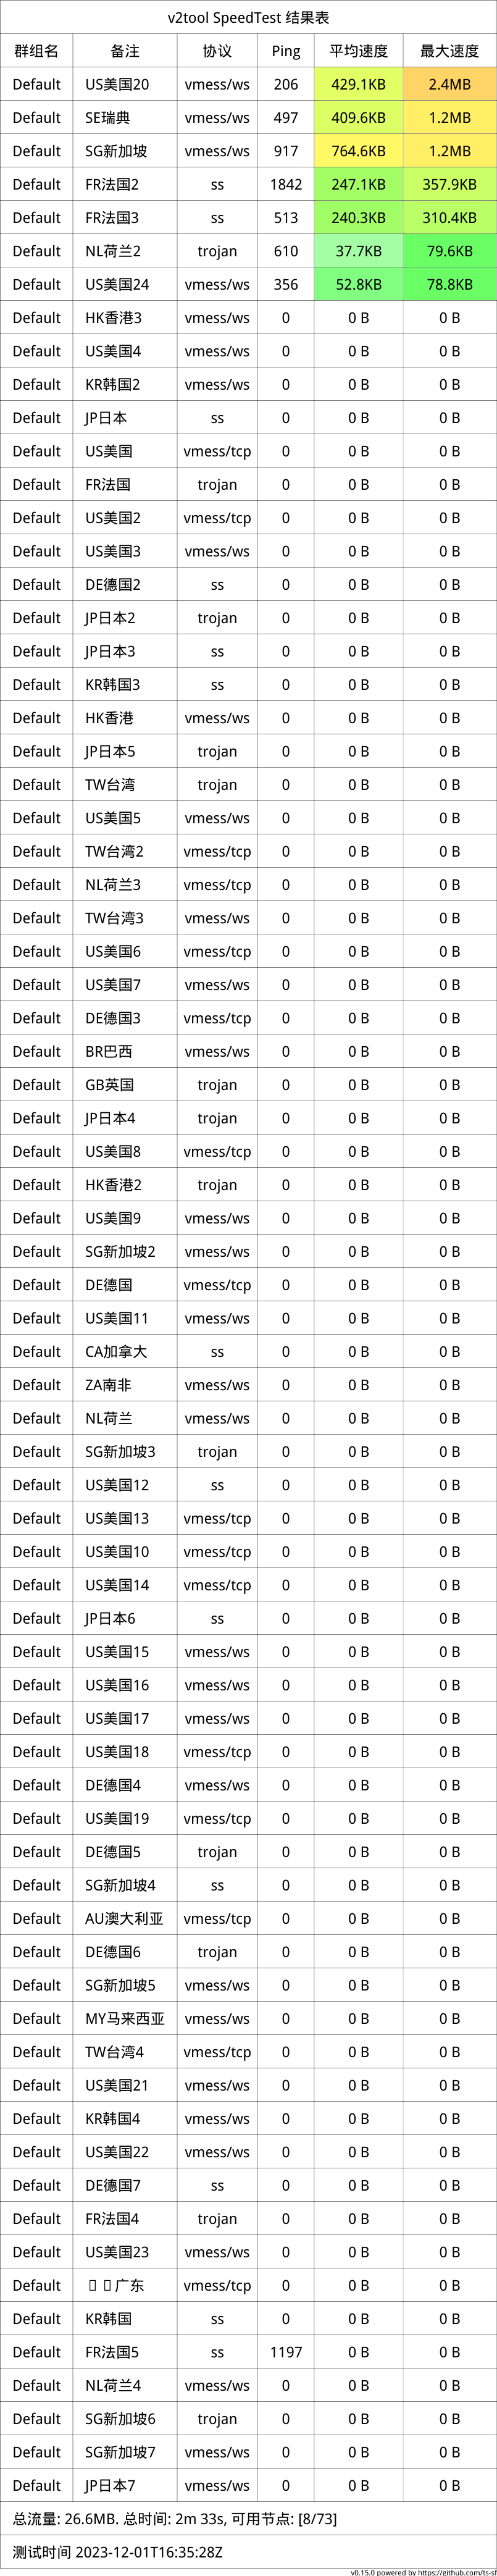 v2tool SpeedTest 结果表
群组名 备注 协议 Ping 平均速度 最大速度
Default US美国20 vmess/ws 206 429.1KB 2.4MB
Default SE瑞典 vmess/ws 497 409.6KB 1.2MB
Default SG新加坡 vmess/ws 917 764.6KB 1.2MB
Default FR法国2 ss 1842 247.1KB 357.9KB
Default FR法国3 ss 513 240.3KB 310.4KB
Default NL荷兰2 trojan 610 37.7KB 79.6KB
Default US美国24 vmess/ws 356 52.8KB 78.8KB
Default HK香港3 vmess/ws 0 0 B 0 B
Default US美国4 vmess/ws 0 0 B 0 B
Default KR韩国2 vmess/ws 0 0 B 0 B
Default JP日本 ss 0 0 B 0 B
Default US美国 vmess/tcp 0 0 B 0 B
Default FR法国 trojan 0 0 B 0 B
Default US美国2 vmess/tcp 0 0 B 0 B
Default US美国3 vmess/ws 0 0 B 0 B
Default DE德国2 ss 0 0 B 0 B
Default JP日本2 trojan 0 0 B 0 B
Default JP日本3 ss 0 0 B 0 B
Default KR韩国3 ss 0 0 B 0 B
Default HK香港 vmess/ws 0 0 B 0 B
Default JP日本5 trojan 0 0 B 0 B
Default TW台湾 trojan 0 0 B 0 B
Default US美国5 vmess/ws 0 0 B 0 B
Default TW台湾2 vmess/tcp 0 0 B 0 B
Default NL荷兰3 vmess/tcp 0 0 B 0 B
Default TW台湾3 vmess/ws 0 0 B 0 B
Default US美国6 vmess/tcp 0 0 B 0 B
Default US美国7 vmess/ws 0 0 B 0 B
Default DE德国3 vmess/tcp 0 0 B 0 B
Default BR巴西 vmess/ws 0 0 B 0 B
Default GB英国 trojan 0 0 B 0 B
Default JP日本4 trojan 0 0 B 0 B
Default US美国8 vmess/tcp 0 0 B 0 B
Default HK香港2 trojan 0 0 B 0 B
Default US美国9 vmess/ws 0 0 B 0 B
Default SG新加坡2 vmess/ws 0 0 B 0 B
Default DE德国 vmess/tcp 0 0 B 0 B
Default US美国11 vmess/ws 0 0 B 0 B
Default CA加拿大 ss 0 0 B 0 B
Default ZA南非 vmess/ws 0 0 B 0 B
Default NL荷兰 vmess/ws 0 0 B 0 B
Default SG新加坡3 trojan 0 0 B 0 B
Default US美国12 ss 0 0 B 0 B
Default US美国13 vmess/tcp 0 0 B 0 B
Default US美国10 vmess/tcp 0 0 B 0 B
Default US美国14 vmess/tcp 0 0 B 0 B
Default JP日本6 ss 0 0 B 0 B
Default US美国15 vmess/ws 0 0 B 0 B
Default US美国16 vmess/ws 0 0 B 0 B
Default US美国17 vmess/ws 0 0 B 0 B
Default US美国18 vmess/tcp 0 0 B 0 B
Default DE德国4 vmess/ws 0 0 B 0 B
Default US美国19 vmess/tcp 0 0 B 0 B
Default DE德国5 trojan 0 0 B 0 B
Default SG新加坡4 ss 0 0 B 0 B
Default AU澳大利亚 vmess/tcp 0 0 B 0 B
Default DE德国6 trojan 0 0 B 0 B
Default SG新加坡5 vmess/ws 0 0 B 0 B
Default MY马来西亚 vmess/ws 0 0 B 0 B
Default TW台湾4 vmess/tcp 0 0 B 0 B
Default US美国21 vmess/ws 0 0 B 0 B
Default KR韩国4 vmess/ws 0 0 B 0 B
Default US美国22 vmess/ws 0 0 B 0 B
Default DE德国7 ss 0 0 B 0 B
Default FR法国4 trojan 0 0 B 0 B
Default US美国23 vmess/ws 0 0 B 0 B
Default 广东 vmess/tcp 0 0 B 0 B
Default KR韩国 ss 0 0 B 0 B
Default FR法国5 ss 1197 0 B 0 B
Default NL荷兰4 vmess/ws 0 0 B 0 B
Default SG新加坡6 trojan 0 0 B 0 B
Default SG新加坡7 vmess/ws 0 0 B 0 B
Default JP日本7 vmess/ws 0 0 B 0 B
总流量: 26.6MB. 总时间: 2m 33s, 可用节点: [8/73]
测试时间 2023-12-01T16:35:28Z
v0.15.0 powered by https://github.com/ts-sf